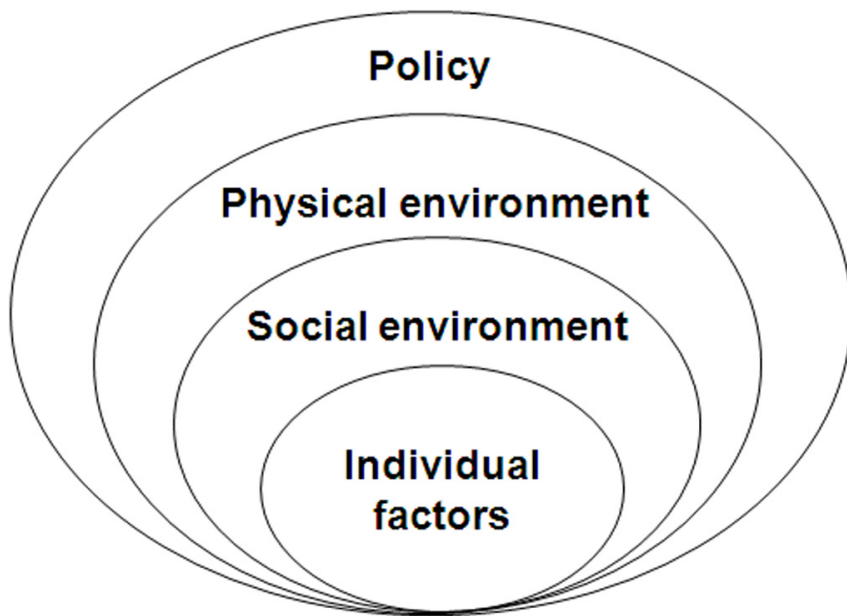 Policy
Physical environment
Social environment
Individual
factors